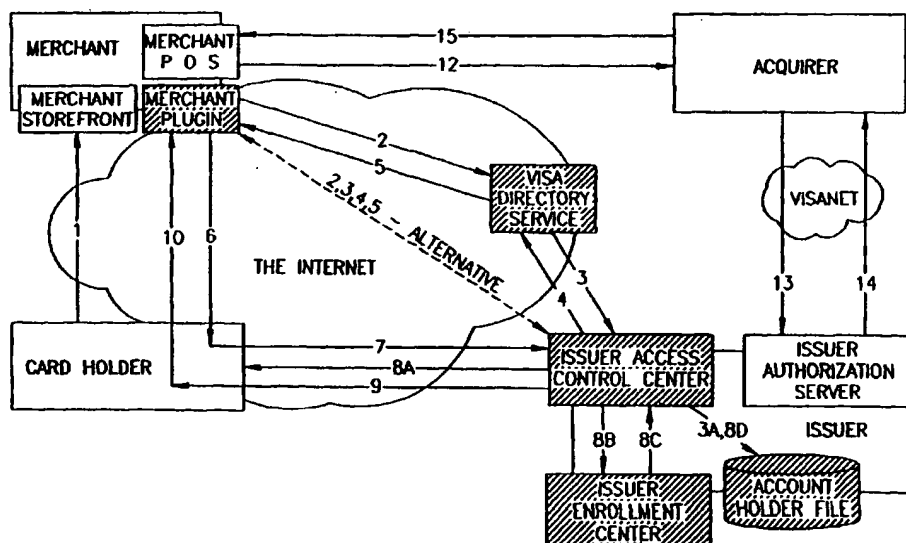 MERCHANT
MERCHANT
P O S
15
12
ACQUIRER
MERCHANT
STOREFRONT
MERCHANT
PLUGIN
2
5
VISA
DIRECTORY
SERVICE
VISANET
2,3,4,5 - ALTERNATIVE
1
10
6
THE INTERNET
3
4
13
14
CARD HOLDER
7
8A
9
ISSUER ACCESS
CONTROL CENTER
ISSUER
AUTHORIZATION
SERVER
8B
8C
3A,8D
ISSUER
ISSUER
ENROLLMENT
CENTER
ACCOUNT
HOLDER FILE